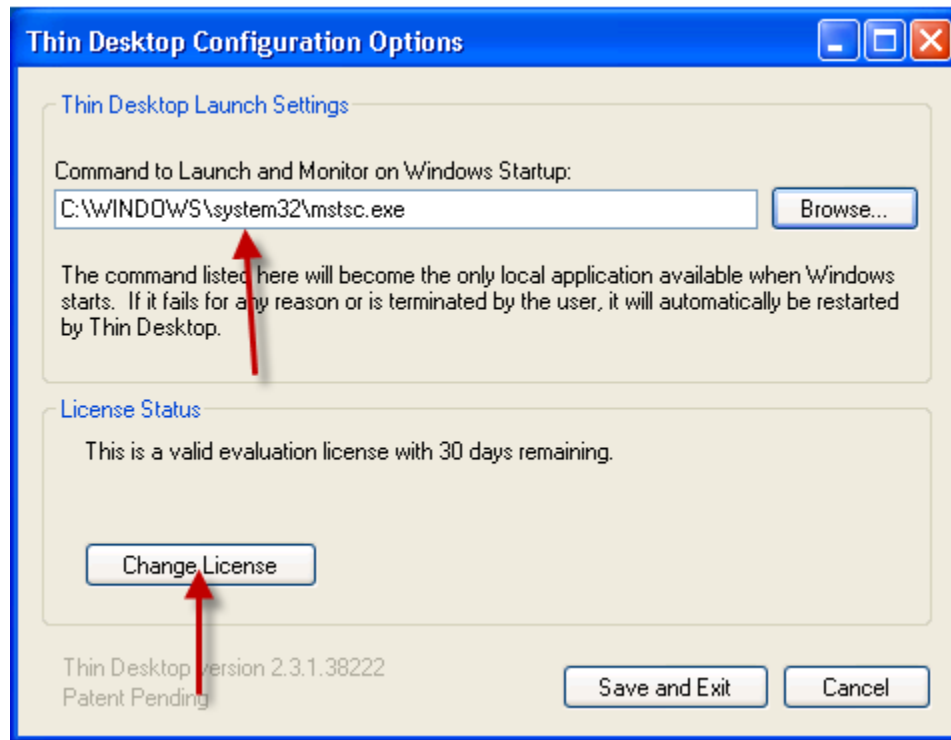 Thin Desktop Configuration Options
Thin Desktop Launch Settings
Command to Launch and Monitor on Windows Startup:
C:\WINDOWS\system32\mstsc.exe
Browse...
The command listed here will become the only local application available when Windows
starts.  If it fails for any reason or is terminated by the user, it will automatically be restarted
by Thin Desktop.
License Status
This is a valid evaluation license with 30 days remaining.
Change License
Thin Desktop version 2.3.1.38222
Patent Pending
Save and Exit
Cancel